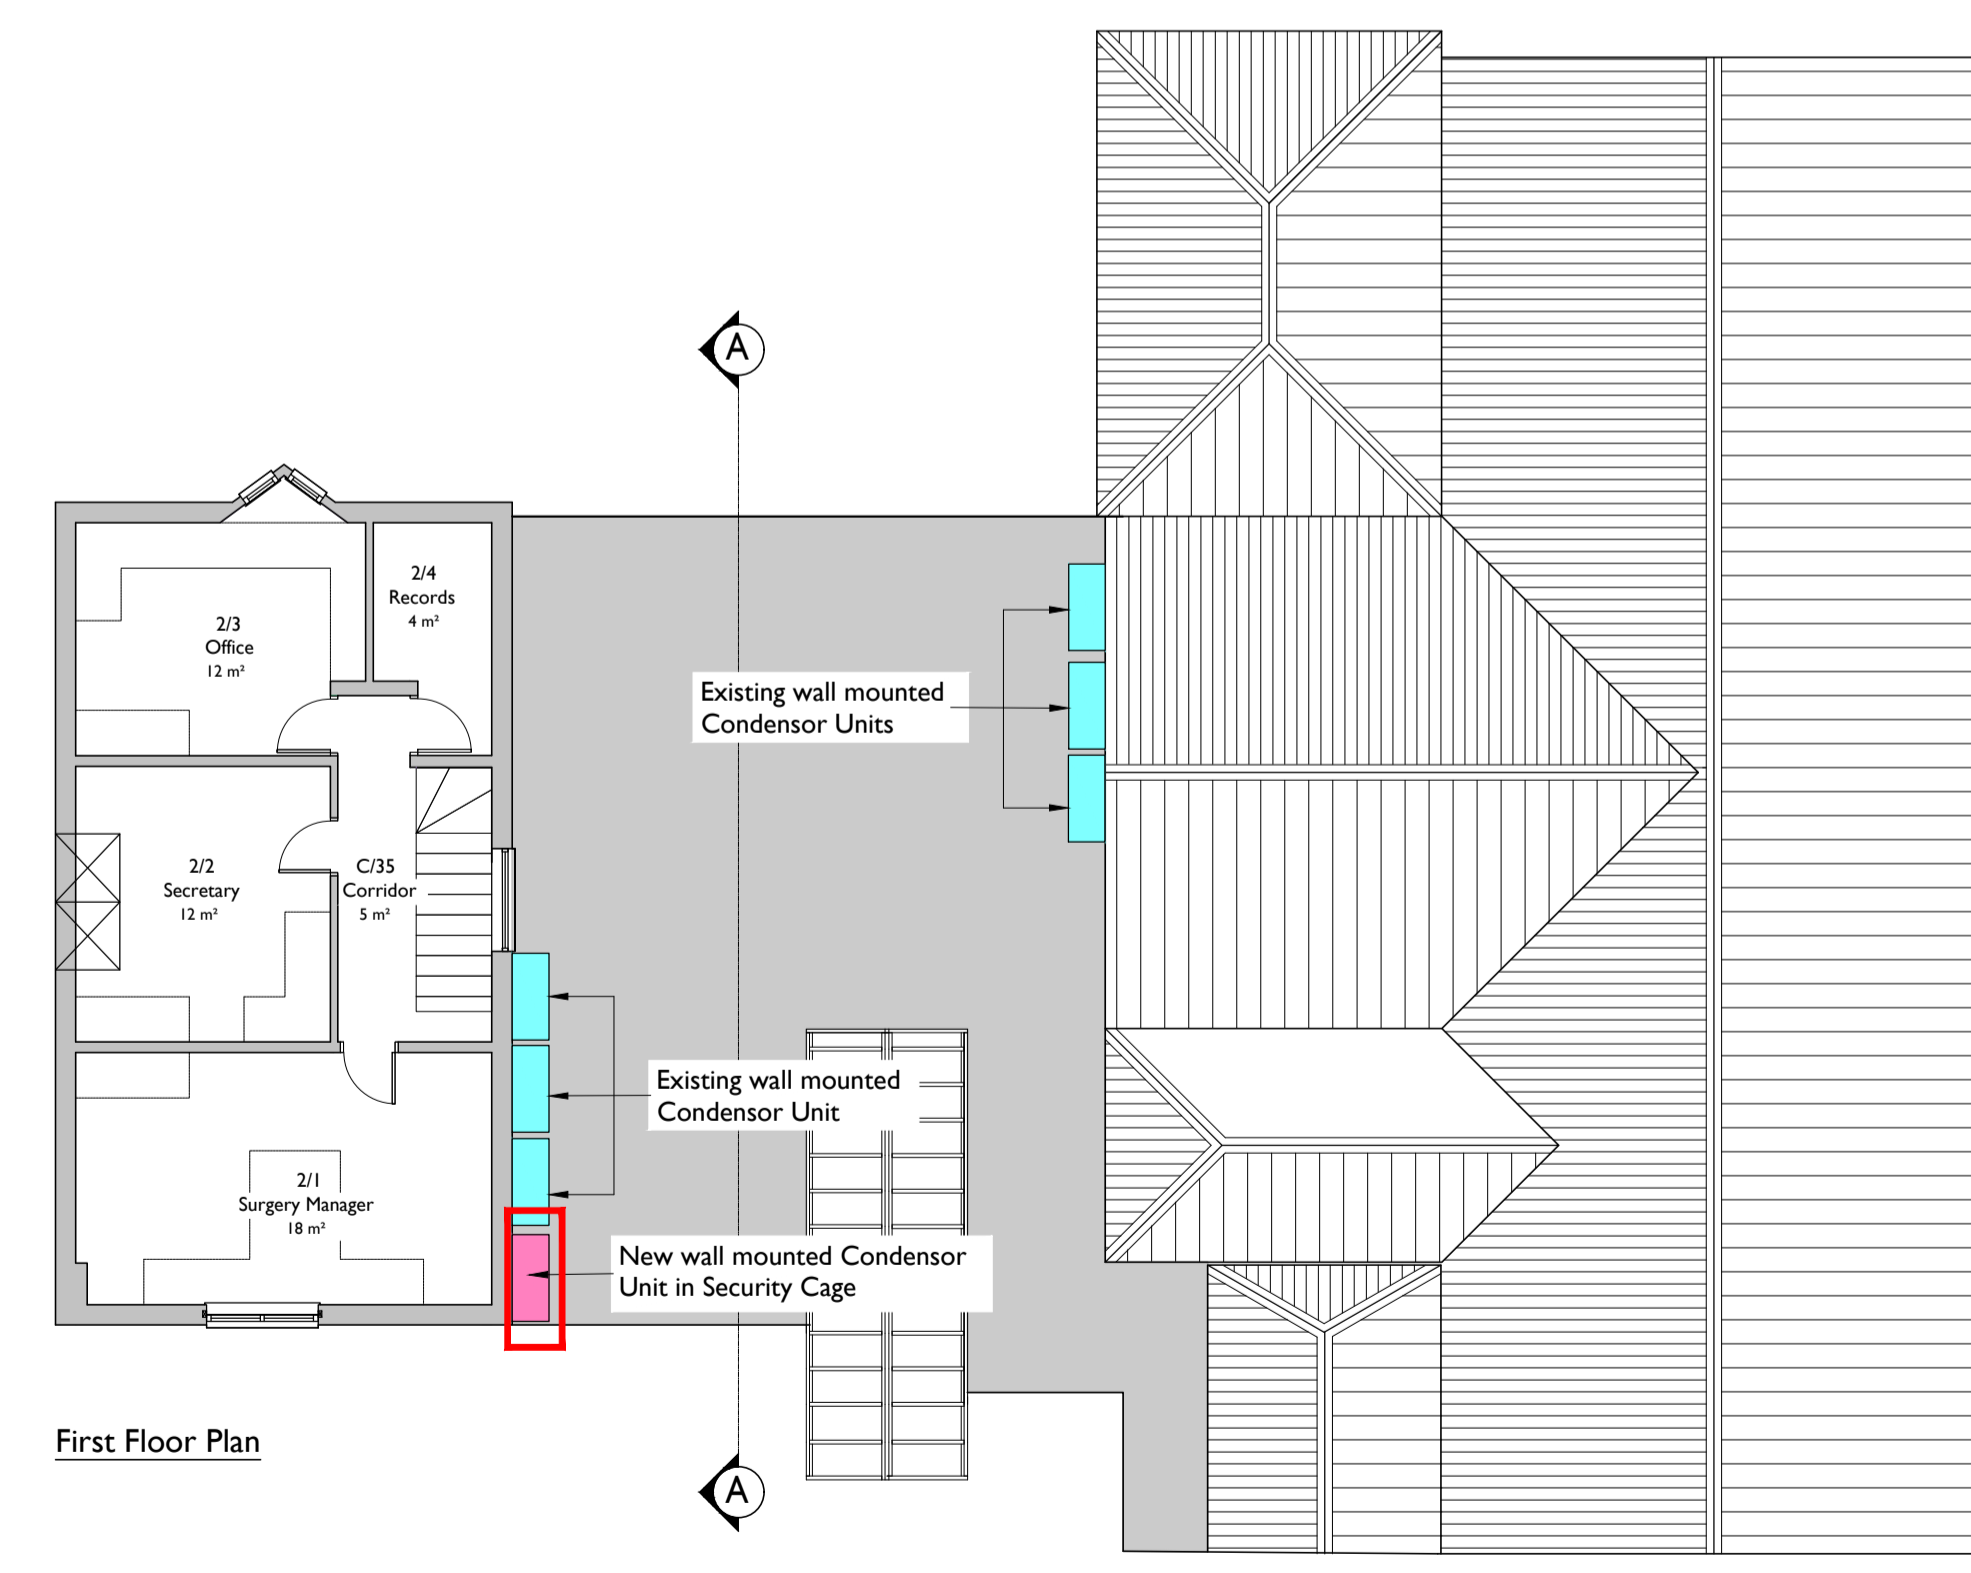 A
2/4
Records
4 m²
2/3
Office
12 m²
Existing wall mounted
Condensor Units
2/2
Secretary
12 m²
C/35
Corridor
5 m²
Existing wall mounted
Condensor Unit
2/1
Surgery Manager
18 m²
New wall mounted Condensor
Unit in Security Cage
First Floor Plan
A